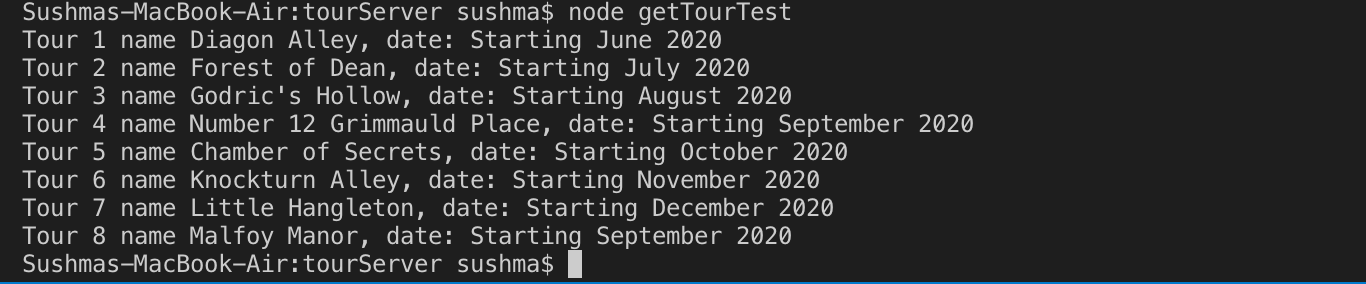 Sushmas-MacBook-Air:tourServer sushma$ node getTourTest
Tour 1 name Diagon Alley, date: Starting June 2020
Tour 2 name Forest of Dean, date: Starting July 2020
Tour 3 name Godric's Hollow, date: Starting August 2020
Tour 4 name Number 12 Grimmauld Place, date: Starting September 2020
Tour 5 name Chamber of Secrets, date: Starting October 2020
Tour 6 name Knockturn Alley, date: Starting November 2020
Tour 7 name Little Hangleton, date: Starting December 2020
Tour 8 name Malfoy Manor, date: Starting September 2020
Sushmas-MacBook-Air:tourServer sushma$